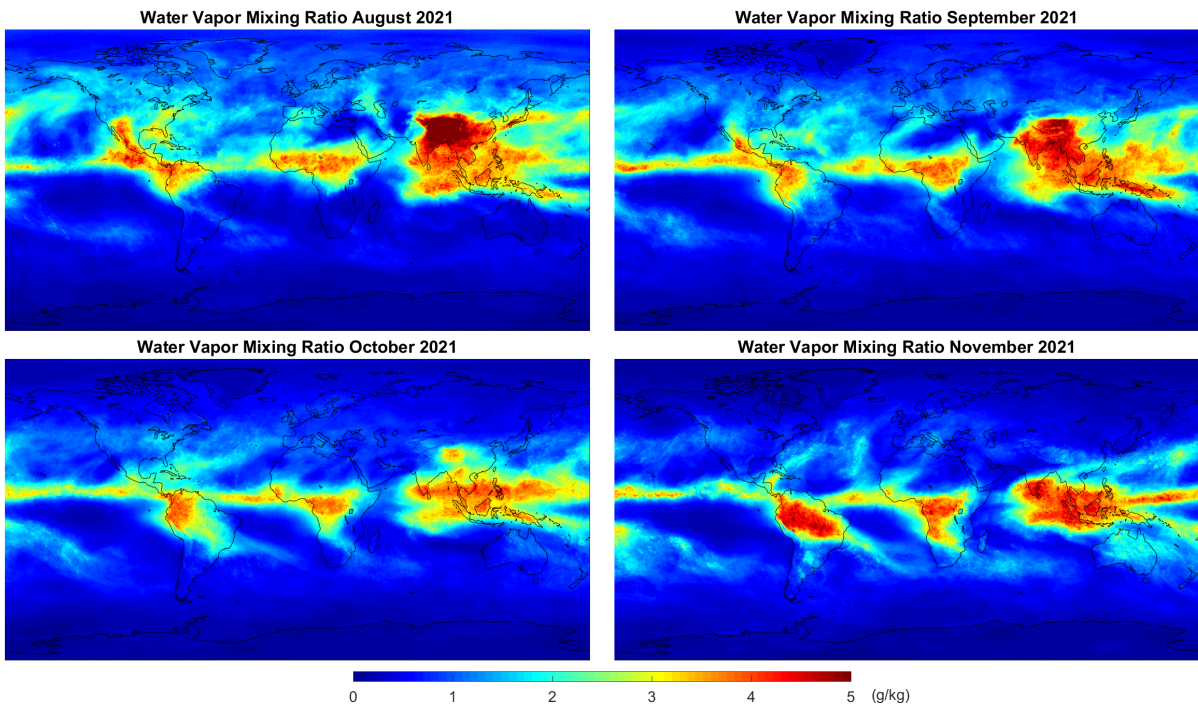 Water Vapor Mixing Ratio August 2021
Water Vapor Mixing Ratio September 2021
Water Vapor Mixing Ratio October 2021
Water Vapor Mixing Ratio November 2021
0 1 2 3 4 5 (g/kg)